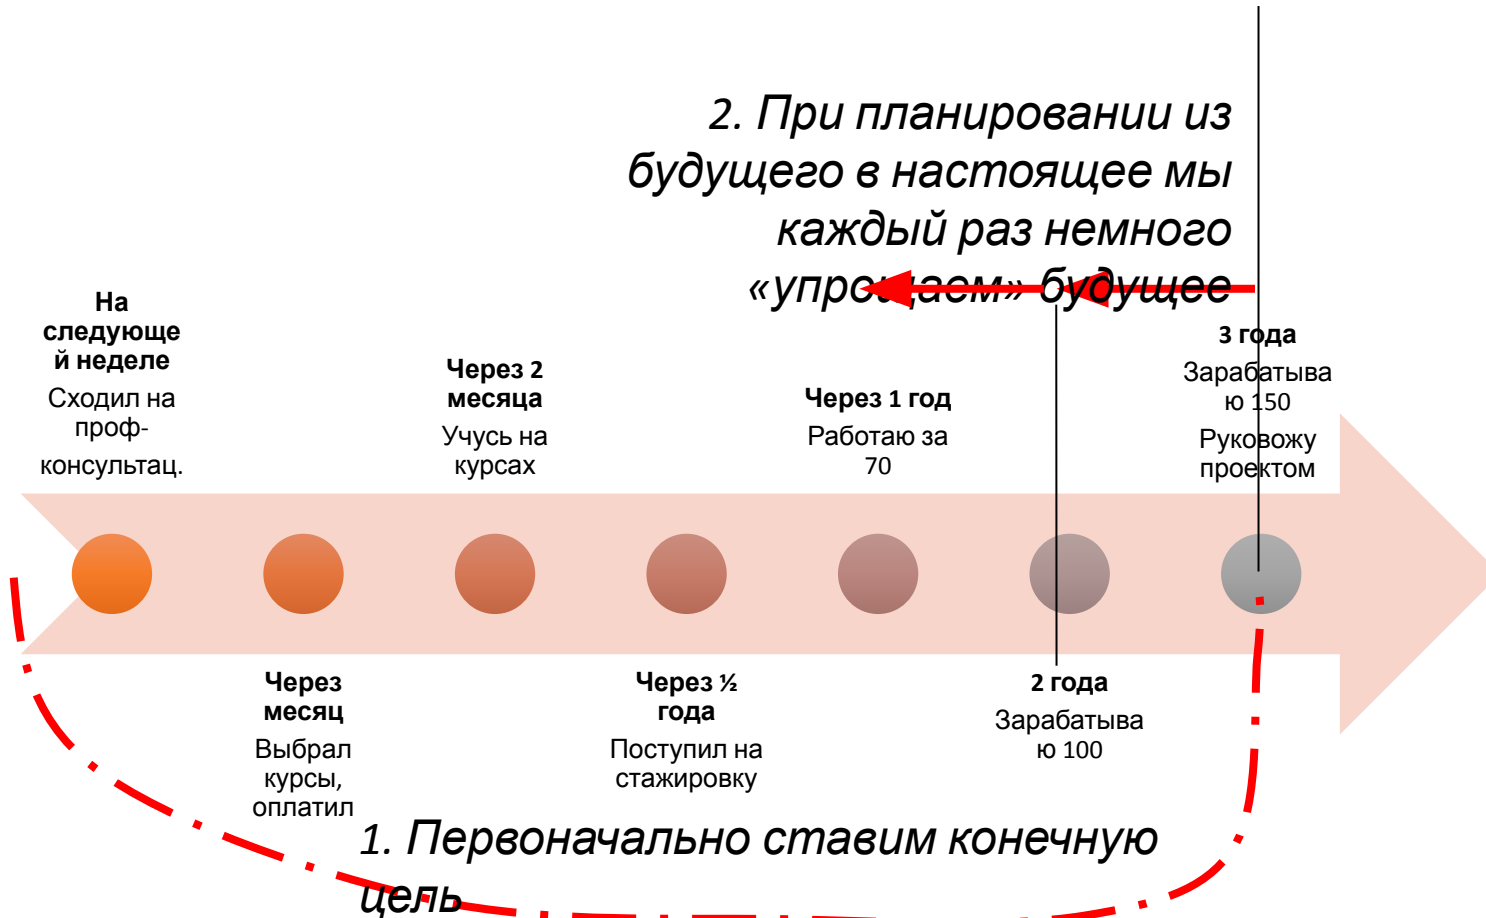 2. При планировании из
будущего в настоящее мы
каждый раз немного
«упрощаем» будущее
На
следующе
й неделе
Сходил на
проф-
консультац.
Через 2
месяца
Учусь на
курсах
Через 1 год
Работаю за
70
3 года
Зарабатыва
ю 150
Руковожу
проектом
Через
месяц
Выбрал
курсы,
оплатил
Через ½
года
Поступил на
стажировку
2 года
Зарабатыва
ю 100
1. Первоначально ставим конечную
цель